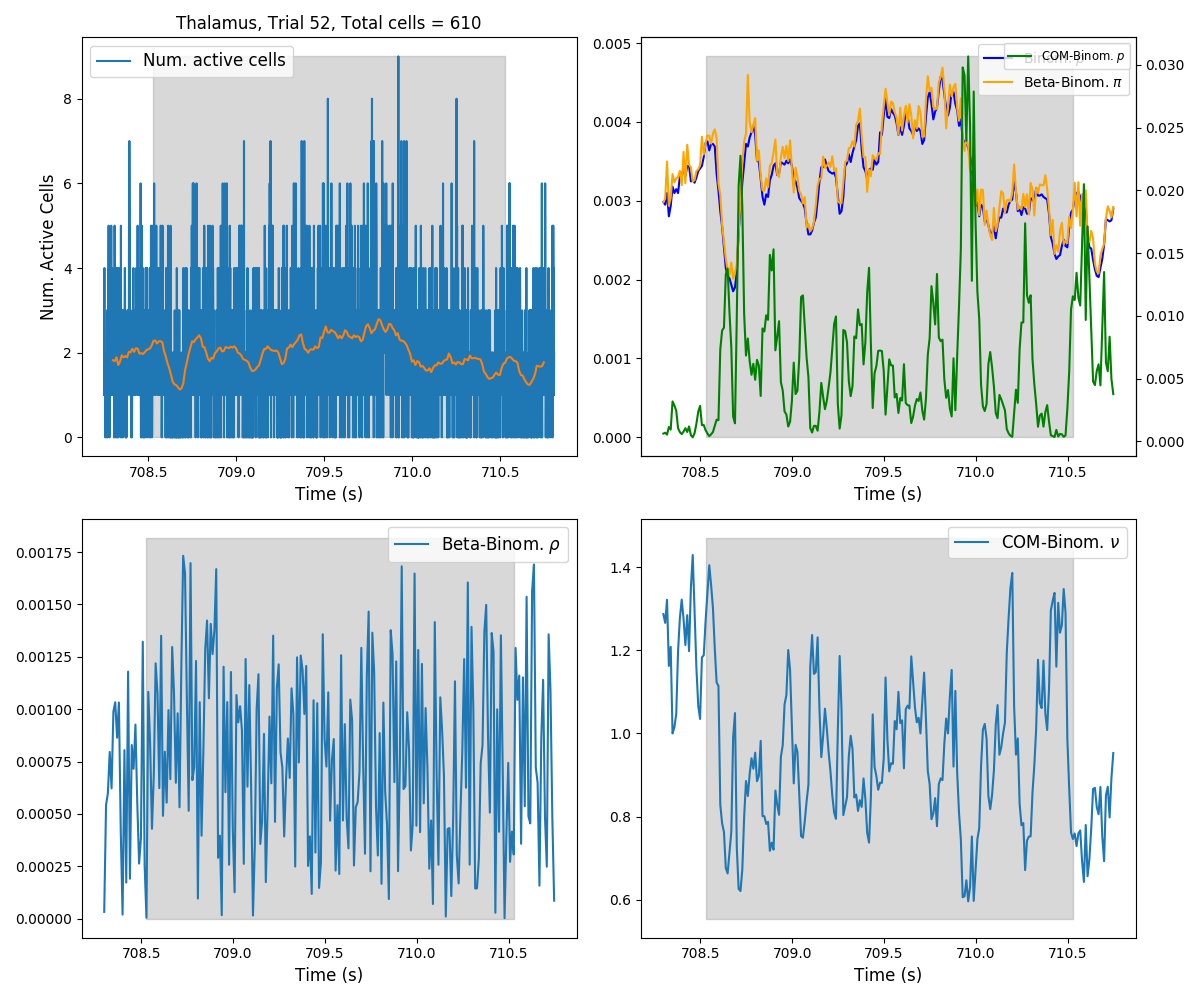 Thalamus, Trial 52, Total cells = 610
Num. active cells
Num. Active Cells
8
6
4
2
0
708.5 709.0 709.5 710.0 710.5
Time (s)
COM-Binom. p
Beta-Binom. π
0.005
0.004
0.003
0.002
0.001
0.000
0.030
0.025
0.020
0.015
0.010
0.005
0.000
708.5 709.0 709.5 710.0 710.5
Time (s)
Beta-Binom. ρ
0.00175
0.00150
0.00125
0.00100
0.00075
0.00050
0.00025
0.00000
708.5 709.0 709.5 710.0 710.5
Time (s)
COM-Binom. ν
1.4
1.2
1.0
0.8
0.6
708.5 709.0 709.5 710.0 710.5
Time (s)